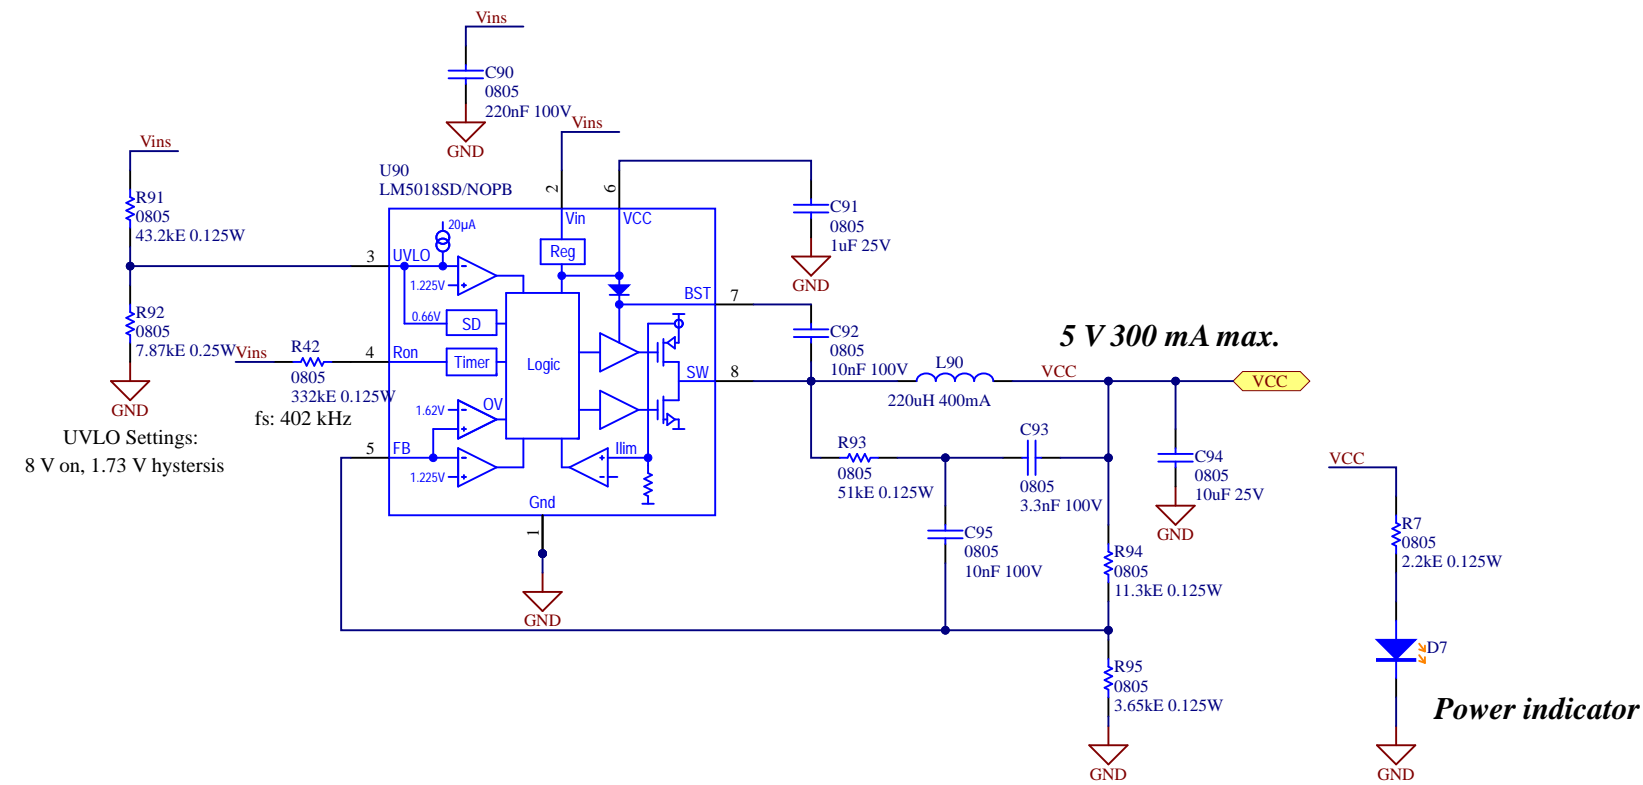 Vins
C90
0805
220nF 100V
GND
Vins
Vins
R91
0805
43.2kE 0.125W
R92
0805
7.87kE 0.25W
GND
UVLO Settings:
8 V on, 1.73 V hystersis
Vins
R42
0805
332kE 0.125W
fs: 402 kHz
U90
LM5018SD/NOPB
2
6
3
4
5
1
7
8
Vin
VCC
UVLO
20µA
Reg
1.225V
0.66V
SD
BST
Ron
Timer
Logic
SW
1.62V
OV
FB
1.225V
Ilim
Gnd
GND
C91
0805
1uF 25V
GND
C92
0805
10nF 100V
L90
220uH 400mA
5 V 300 mA max.
VCC
VCC
R93
0805
51kE 0.125W
C93
0805
3.3nF 100V
C94
0805
10uF 25V
GND
C95
0805
10nF 100V
R94
0805
11.3kE 0.125W
R95
0805
3.65kE 0.125W
GND
VCC
R7
0805
2.2kE 0.125W
D7
Power indicator
GND